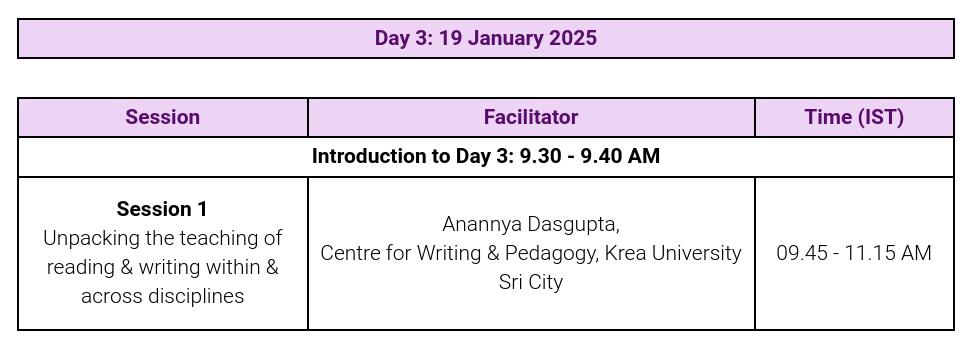 Day 3: 19 January 2025
Session
Facilitator
Time (IST)
Introduction to Day 3: 9.30 - 9.40 AM
Session 1
Unpacking the teaching of
reading & writing within &
across disciplines
Anannya Dasgupta,
Centre for Writing & Pedagogy, Krea University
Sri City
09.45 - 11.15 AM